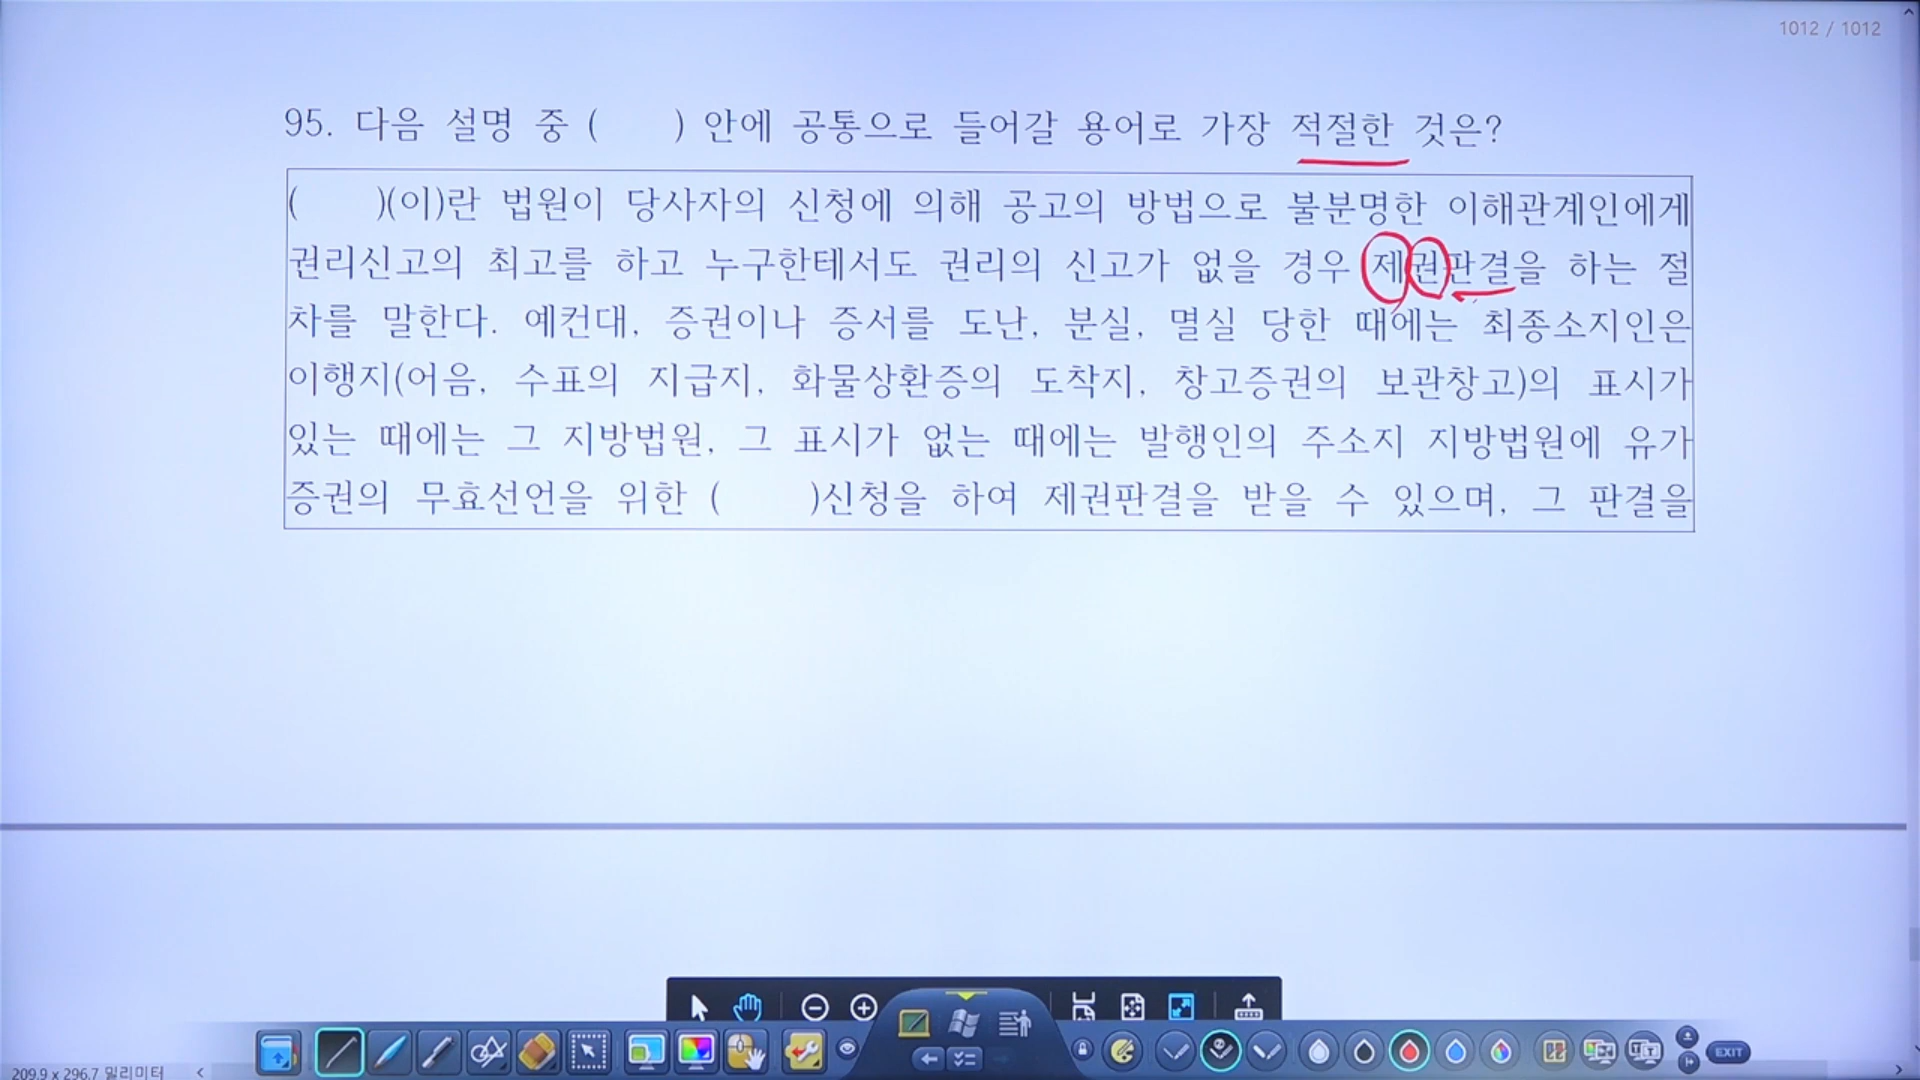 1012 / 1012
95. 다음 설명 중 (    ) 안에 공통으로 들어갈 용어로 가장 적절한 것은?
(    )(이)란 법원이 당사자의 신청에 의해 공고의 방법으로 불분명한 이해관계인에게
권리신고의 최고를 하고 누구한테서도 권리의 신고가 없을 경우 제권판결을 하는 절
차를 말한다. 예컨대, 증권이나 증서를 도난, 분실, 멸실 당한 때에는 최종소지인은
이행지(어음, 수표의 지급지, 화물상환증의 도착지, 창고증권의 보관창고)의 표시가
있는 때에는 그 지방법원, 그 표시가 없는 때에는 발행인의 주소지 지방법원에 유가
증권의 무효선언을 위한 (    )신청을 하여 제권판결을 받을 수 있으며, 그 판결을
EXIT
209.9 x 296.7 밀리미터